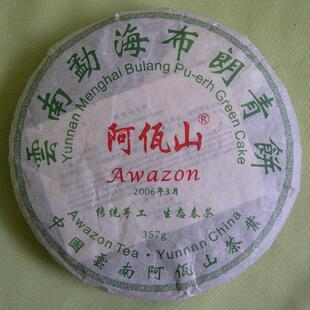 雲南勐海布朗青餅
Yunnan Menghai Bulang Pu-erh Green Cake
阿佤山®
Awazon
2006年3月
传统手工 生态春茶
357g
Awazon Tea · Yunnan China
中國雲南阿佤山茶業